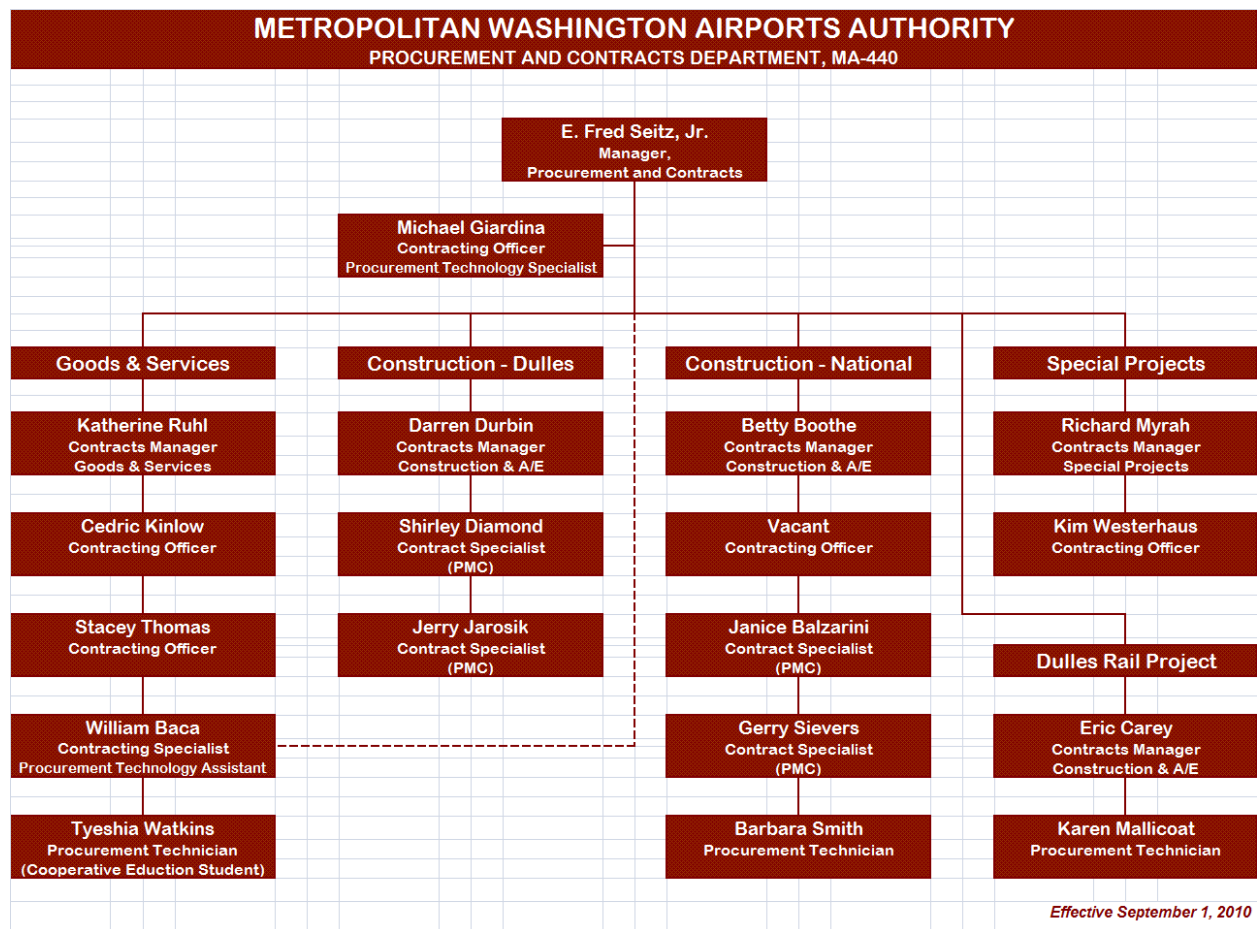 METROPOLITAN WASHINGTON AIRPORTS AUTHORITY
PROCUREMENT AND CONTRACTS DEPARTMENT, MA-440
E. Fred Seitz, Jr.
Manager,
Procurement and Contracts
Michael Giardina
Contracting Officer
Procurement Technology Specialist
Goods & Services
Katherine Ruhl
Contracts Manager
Goods & Services
Cedric Kinlow
Contracting Officer
Stacey Thomas
Contracting Officer
William Baca
Contracting Specialist
Procurement Technology Assistant
Tyeshia Watkins
Procurement Technician
(Cooperative Eduction Student)
Construction - Dulles
Darren Durbin
Contracts Manager
Construction & A/E
Shirley Diamond
Contract Specialist
(PMC)
Jerry Jarosik
Contract Specialist
(PMC)
Construction - National
Betty Boothe
Contracts Manager
Construction & A/E
Vacant
Contracting Officer
Janice Balzarini
Contract Specialist
(PMC)
Gerry Sievers
Contract Specialist
(PMC)
Barbara Smith
Procurement Technician
Special Projects
Richard Myrah
Contracts Manager
Special Projects
Kim Westerhaus
Contracting Officer
Dulles Rail Project
Eric Carey
Contracts Manager
Construction & A/E
Karen Mallicoat
Procurement Technician
Effective September 1, 2010